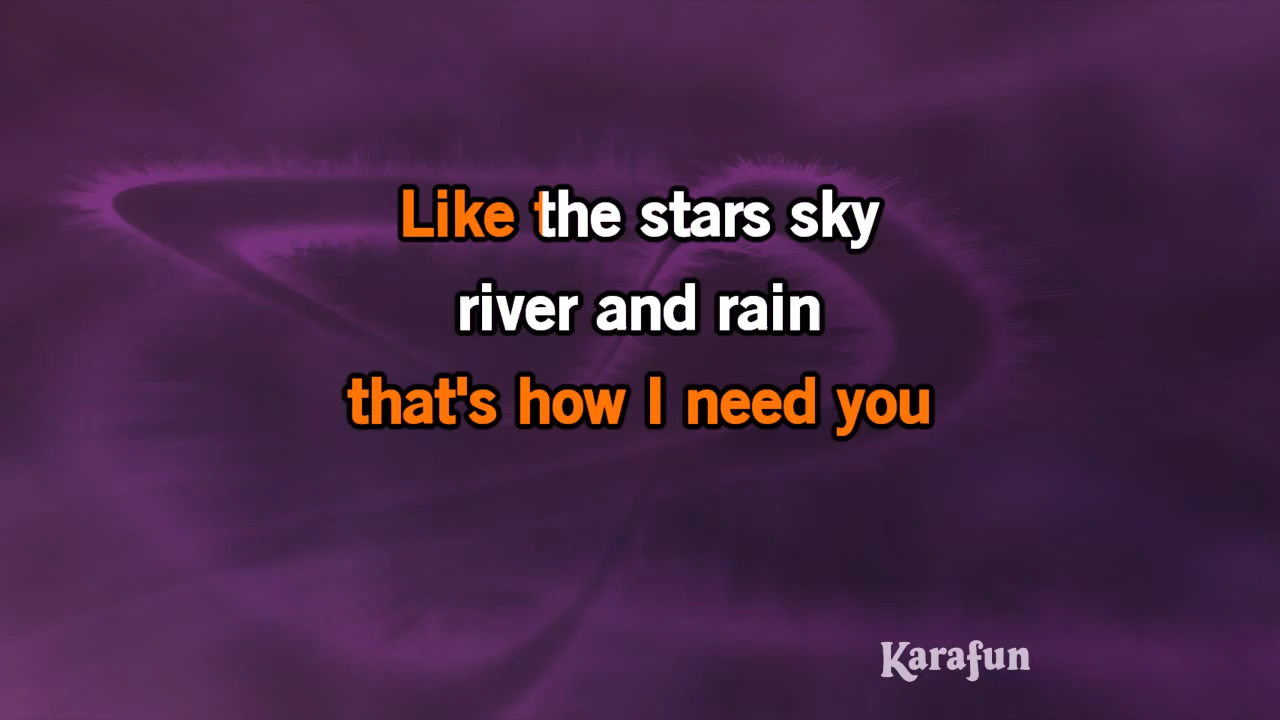 Like the stars sky
river and rain
that's how I need you
Karafun